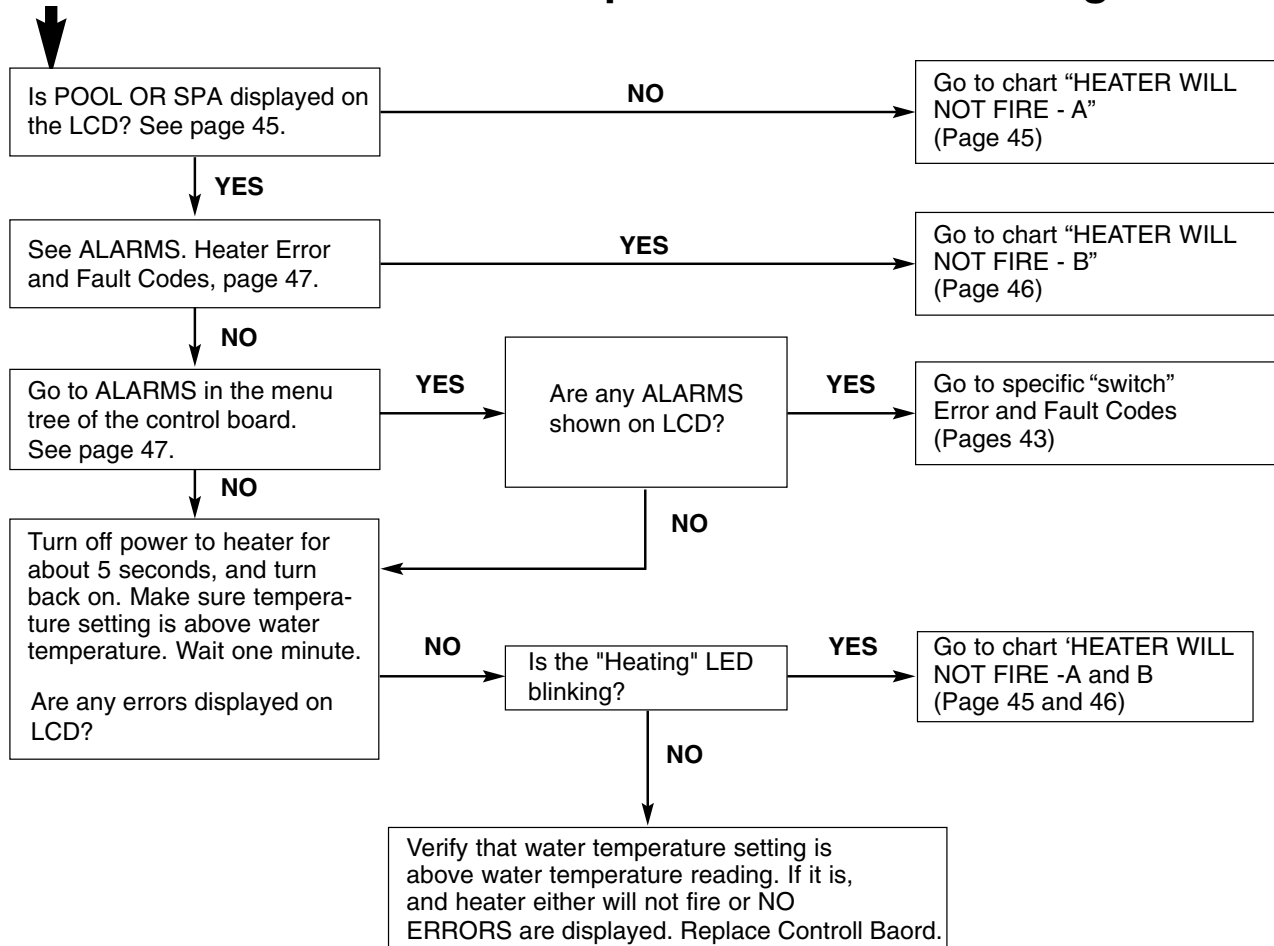 Is POOL OR SPA displayed on
the LCD? See page 45.
NO
Go to chart “HEATER WILL
NOT FIRE - A”
(Page 45)
YES
See ALARMS. Heater Error
and Fault Codes, page 47.
YES
Go to chart “HEATER WILL
NOT FIRE - B”
(Page 46)
NO
Go to ALARMS in the menu
tree of the control board.
See page 47.
YES
Are any ALARMS
shown on LCD?
YES
Go to specific “switch”
Error and Fault Codes
(Pages 43)
NO
NO
Turn off power to heater for
about 5 seconds, and turn
back on. Make sure tempera-
ture setting is above water
temperature. Wait one minute.
Are any errors displayed on
LCD?
NO
Is the "Heating" LED
blinking?
YES
Go to chart ‘HEATER WILL
NOT FIRE -A and B
(Page 45 and 46)
NO
Verify that water temperature setting is
above water temperature reading. If it is,
and heater either will not fire or NO
ERRORS are displayed. Replace Controll Baord.